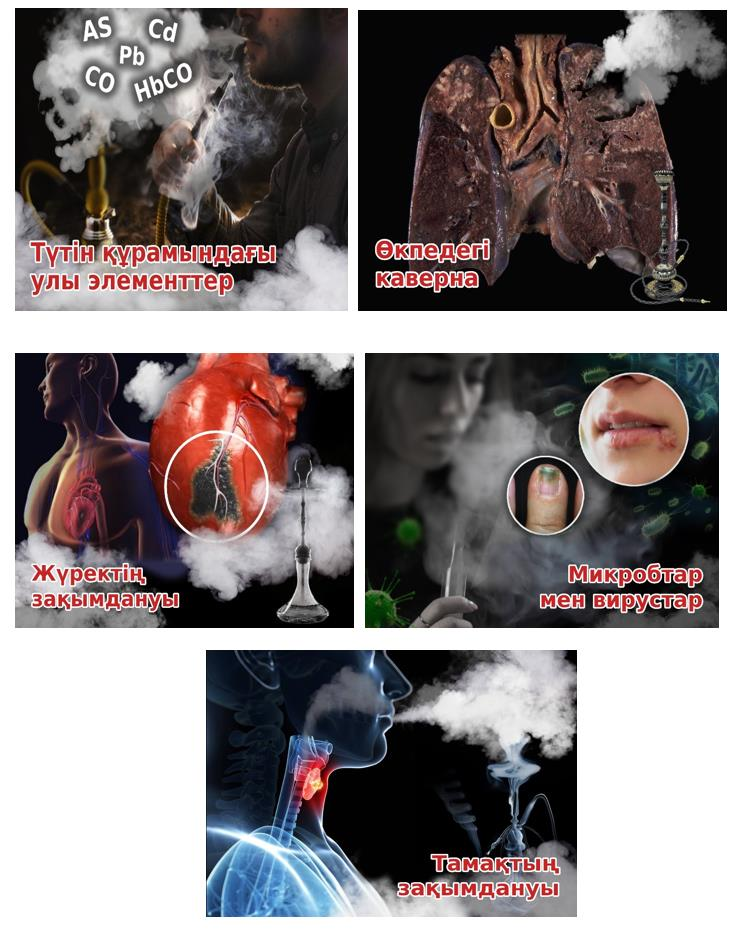 AS Cd
Pb
CO HbCO
Түтін құрамындағы
улы элементтер
Өкпедегі
каверна
Жүректің
зақымдануы
Микробтар
мен вирустар
Тамақтың
зақымдануы